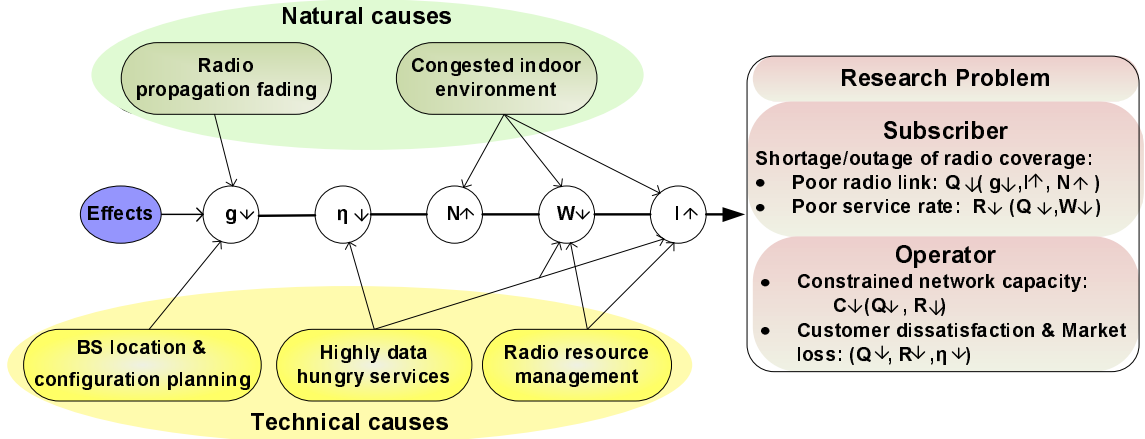 Natural causes
Radio
propagation fading
Congested indoor
environment
Effects
g↓
η ↓
N↑
W↓
I ↑
BS location &
configuration planning
Highly data
hungry services
Radio resource
management
Technical causes
Research Problem
Subscriber
Shortage/outage of radio coverage:
• Poor radio link: Q ↓( g↓,I↑, N↑ )
• Poor service rate: R↓ (Q ↓,W↓)
Operator
• Constrained network capacity:
C↓(Q↓ , R↓)
• Customer dissatisfaction & Market
loss: (Q ↓, R↓ ,η ↓)